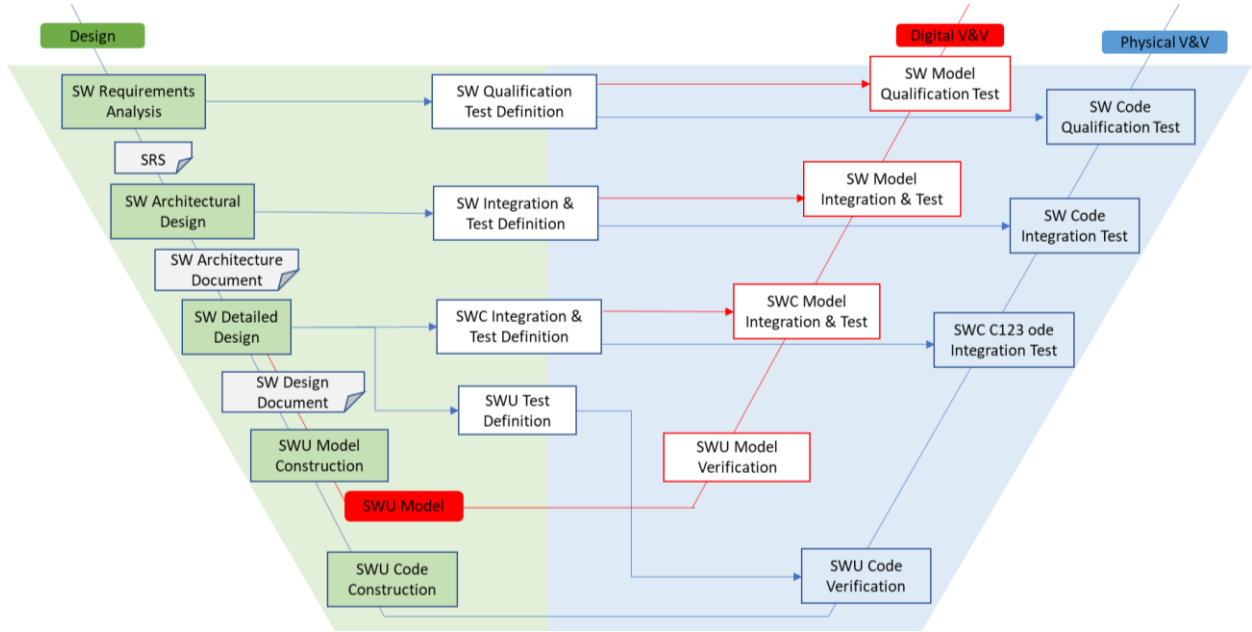 Design
Digital V&V
Physical V&V
SW Requirements
Analysis
SW Qualification
Test Definition
SW Model
Qualification Test
SW Code
Qualification Test
SRS
SW Architectural
Design
SW Integration &
Test Definition
SW Model
Integration & Test
SW Code
Integration Test
SW Architecture
Document
SW Detailed
Design
SWC Integration &
Test Definition
SWC Model
Integration & Test
SWC C123 ode
Integration Test
SW Design
Document
SWU Test
Definition
SWU Model
Construction
SWU Model
Verification
SWU Model
SWU Code
Construction
SWU Code
Verification